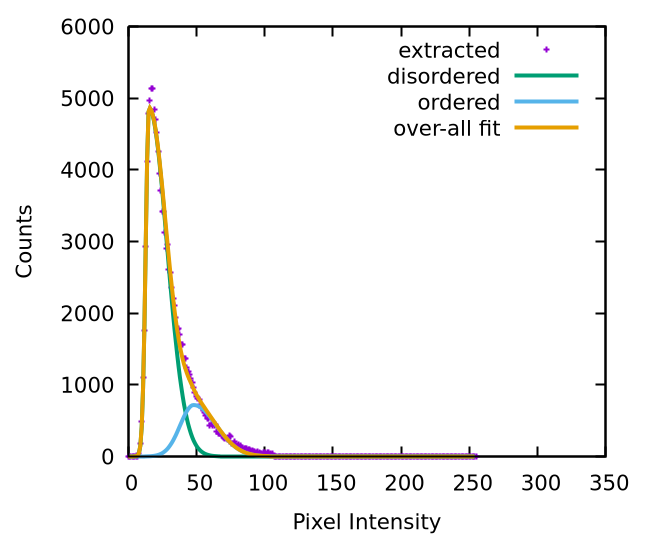 6000
5000
4000
3000
2000
1000
0
Counts
extracted
disordered
ordered
over-all fit
0 50 100 150 200 250 300 350
Pixel Intensity